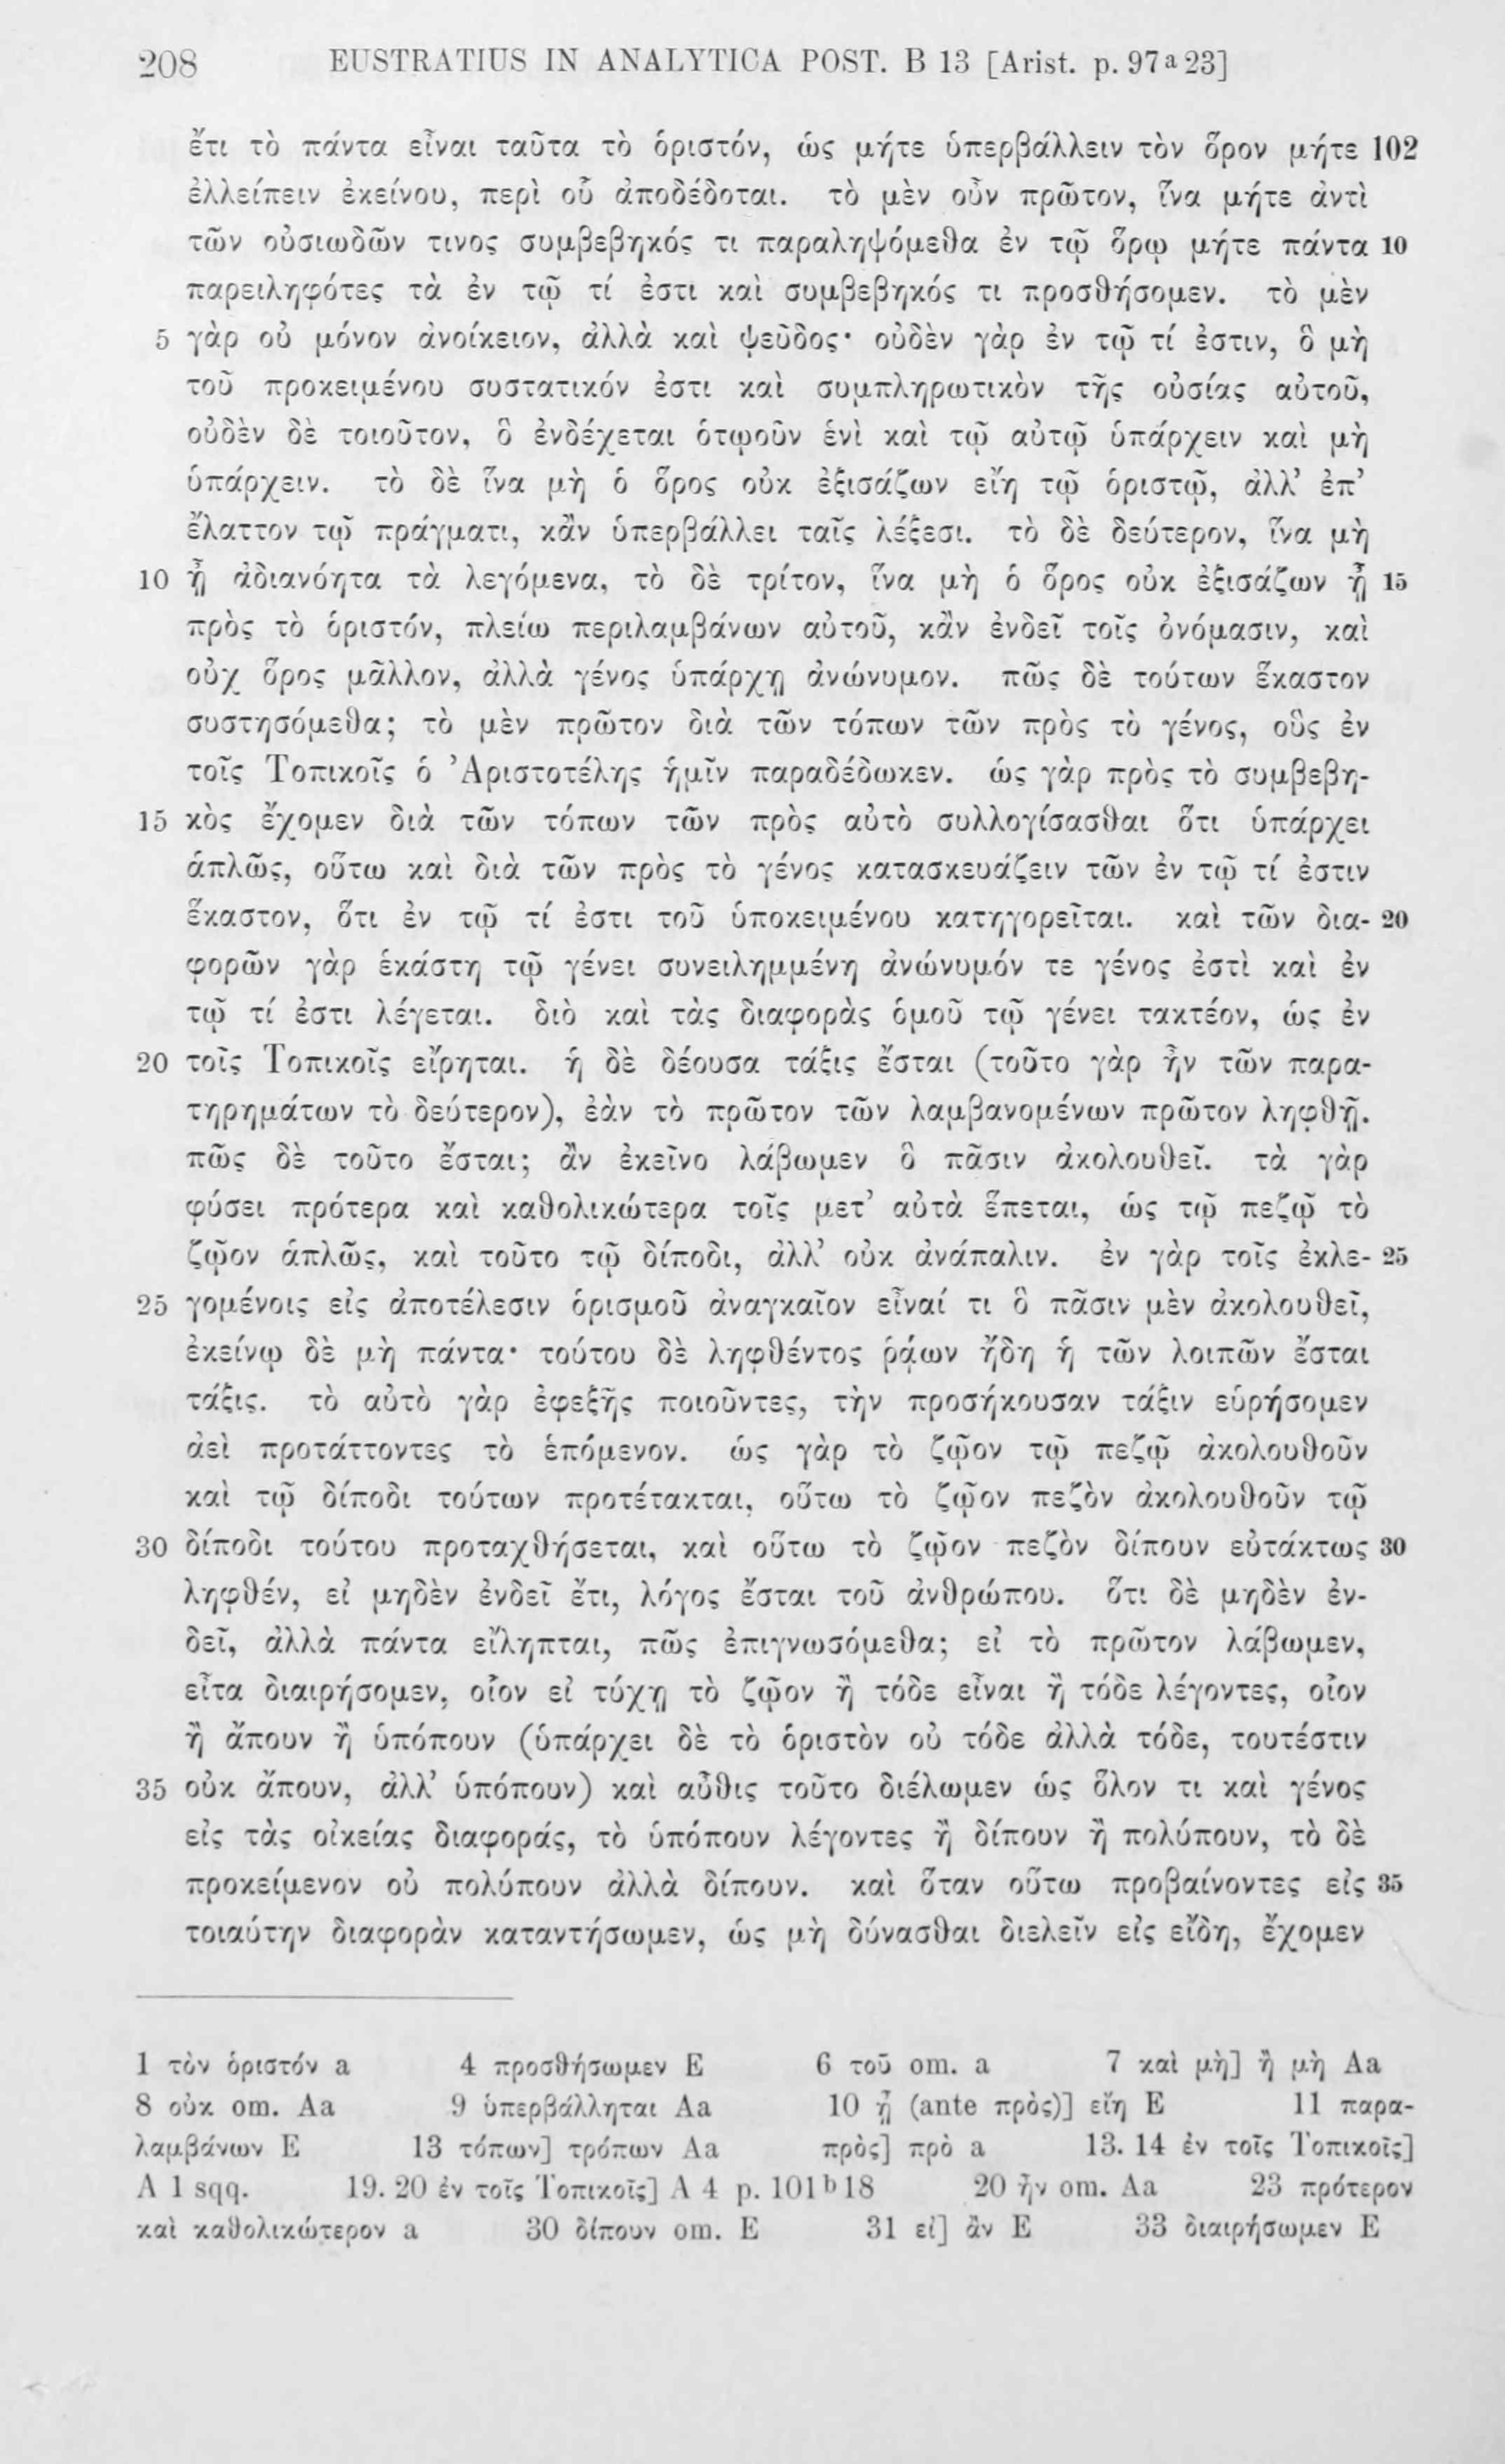 208 EUSTRATIUS IN ANALYTICA POST. B 13 [Arist. p. 97ᵃ23]
ἔτι τὸ πάντα εἶναι ταῦτα τὸ ὁριστόν, ὡς μήτε ὑπερβάλλειν τὸν ὅρον μήτε 102
ἐλλείπειν ἐκείνου, περὶ οὗ ἀποδέδοται. τὸ μὲν οὖν πρῶτον, ἵνα μήτε ἀντὶ
τῶν οὐσιωδῶν τινος συμβεβηκός τι παραληψόμεθα ἐν τῷ ὅρῳ μήτε πάντα 10
παρειληφότες τὰ ἐν τῷ τί ἐστι καὶ συμβεβηκός τι προσθήσομεν. τὸ μὲν
5 γὰρ οὐ μόνον ἀνοίκειον, ἀλλὰ καὶ ψεῦδος· οὐδὲν γὰρ ἐν τῷ τί ἐστιν, ὃ μὴ
τοῦ προκειμένου συστατικόν ἐστι καὶ συμπληρωτικὸν τῆς οὐσίας αὐτοῦ,
οὐδὲν δὲ τοιοῦτον, ὃ ἐνδέχεται ὁτῳοῦν ἑνὶ καὶ τῷ αὐτῷ ὑπάρχειν καὶ μὴ
ὑπάρχειν. τὸ δὲ ἵνα μὴ ὁ ὅρος οὐκ ἐξισάζων εἴη τῷ ὁριστῷ, ἀλλ’ ἐπ’
ἔλαττον τῷ πράγματι, κἂν ὑπερβάλλει ταῖς λέξεσι. τὸ δὲ δεύτερον, ἵνα μὴ
10 ᾖ ἀδιανόητα τὰ λεγόμενα, τὸ δὲ τρίτον, ἵνα μὴ ὁ ὅρος οὐκ ἐξισάζων ᾖ 15
πρὸς τὸ ὁριστόν, πλείω περιλαμβάνων αὐτοῦ, κἂν ἐνδεῖ τοῖς ὀνόμασιν, καὶ
οὐχ ὅρος μᾶλλον, ἀλλὰ γένος ὑπάρχῃ ἀνώνυμον. πῶς δὲ τούτων ἕκαστον
συστησόμεθα; τὸ μὲν πρῶτον διὰ τῶν τόπων τῶν πρὸς τὸ γένος, οὓς ἐν
τοῖς Τοπικοῖς ὁ Ἀριστοτέλης ἡμῖν παραδέδωκεν. ὡς γὰρ πρὸς τὸ συμβεβη-
15 κὸς ἔχομεν διὰ τῶν τόπων τῶν πρὸς αὐτὸ συλλογίσασθαι ὅτι ὑπάρχει
ἁπλῶς, οὕτω καὶ διὰ τῶν πρὸς τὸ γένος κατασκευάζειν τῶν ἐν τῷ τί ἐστιν
ἕκαστον, ὅτι ἐν τῷ τί ἐστι τοῦ ὑποκειμένου κατηγορεῖται. καὶ τῶν δια- 20
φορῶν γὰρ ἑκάστη τῷ γένει συνειλημμένη ἀνώνυμόν τε γένος ἐστὶ καὶ ἐν
τῷ τί ἐστι λέγεται. διὸ καὶ τὰς διαφορὰς ὁμοῦ τῷ γένει τακτέον, ὡς ἐν
20 τοῖς Τοπικοῖς εἴρηται. ἡ δὲ δέουσα τάξις ἔσται (τοῦτο γὰρ ἦν τῶν παρα-
τηρημάτων τὸ δεύτερον), ἐὰν τὸ πρῶτον τῶν λαμβανομένων πρῶτον ληφθῇ.
πῶς δὲ τοῦτο ἔσται; ἂν ἐκεῖνο λάβωμεν ὃ πᾶσιν ἀκολουθεῖ. τὰ γὰρ
φύσει πρότερα καὶ καθολικώτερα τοῖς μετ’ αὐτὰ ἕπεται, ὡς τῷ πεζῷ τὸ
ζῷον ἁπλῶς, καὶ τοῦτο τῷ δίποδι, ἀλλ’ οὐκ ἀνάπαλιν. ἐν γὰρ τοῖς ἐκλε- 25
25 γομένοις εἰς ἀποτέλεσιν ὁρισμοῦ ἀναγκαῖον εἶναί τι ὃ πᾶσιν μὲν ἀκολουθεῖ,
ἐκείνῳ δὲ μὴ πάντα· τούτου δὲ ληφθέντος ῥᾴων ἤδη ἡ τῶν λοιπῶν ἔσται
τάξις. τὸ αὐτὸ γὰρ ἐφεξῆς ποιοῦντες, τὴν προσήκουσαν τάξιν εὑρήσομεν
ἀεὶ προτάττοντες τὸ ἑπόμενον. ὡς γὰρ τὸ ζῷον τῷ πεζῷ ἀκολουθοῦν
καὶ τῷ δίποδι τούτων προτέτακται, οὕτω τὸ ζῷον πεζὸν ἀκολουθοῦν τῷ
30 δίποδι τούτου προταχθήσεται, καὶ οὕτω τὸ ζῷον πεζὸν δίπουν εὐτάκτως 30
ληφθέν, εἰ μηδὲν ἐνδεῖ ἔτι, λόγος ἔσται τοῦ ἀνθρώπου. ὅτι δὲ μηδὲν ἐν-
δεῖ, ἀλλὰ πάντα εἴληπται, πῶς ἐπιγνωσόμεθα; εἰ τὸ πρῶτον λάβωμεν,
εἶτα διαιρήσομεν, οἷον εἰ τύχῃ τὸ ζῷον ἢ τόδε εἶναι ἢ τόδε λέγοντες, οἷον
ἢ ἄπουν ἢ ὑπόπουν (ὑπάρχει δὲ τὸ ὁριστὸν οὐ τόδε ἀλλὰ τόδε, τουτέστιν
35 οὐκ ἄπουν, ἀλλ’ ὑπόπουν) καὶ αὖθις τοῦτο διέλωμεν ὡς ὅλον τι καὶ γένος
εἰς τὰς οἰκείας διαφοράς, τὸ ὑπόπουν λέγοντες ἢ δίπουν ἢ πολύπουν, τὸ δὲ
προκείμενον οὐ πολύπουν ἀλλὰ δίπουν. καὶ ὅταν οὕτω προβαίνοντες εἰς 35
τοιαύτην διαφορὰν καταντήσωμεν, ὡς μὴ δύνασθαι διελεῖν εἰς εἴδη, ἔχομεν
1 τὸν ὁριστόν a 4 προσθήσωμεν E 6 τοῦ om. a 7 καὶ μὴ] ἢ μὴ Aa
8 οὐκ om. Aa 9 ὑπερβάλληται Aa 10 ᾖ (ante πρὸς)] εἴη E 11 παρα-
λαμβάνων E 13 τόπων] τρόπων Aa πρὸς] πρὸ a 13. 14 ἐν τοῖς Τοπικοῖς]
Δ 1 sqq. 19. 20 ἐν τοῖς Τοπικοῖς] Α 4 p. 101ᵇ18 20 ἦν om. Aa 23 πρότερον
καὶ καθολικώτερον a 30 δίπουν om. E 31 εἰ] ἂν E 33 διαιρήσωμεν E